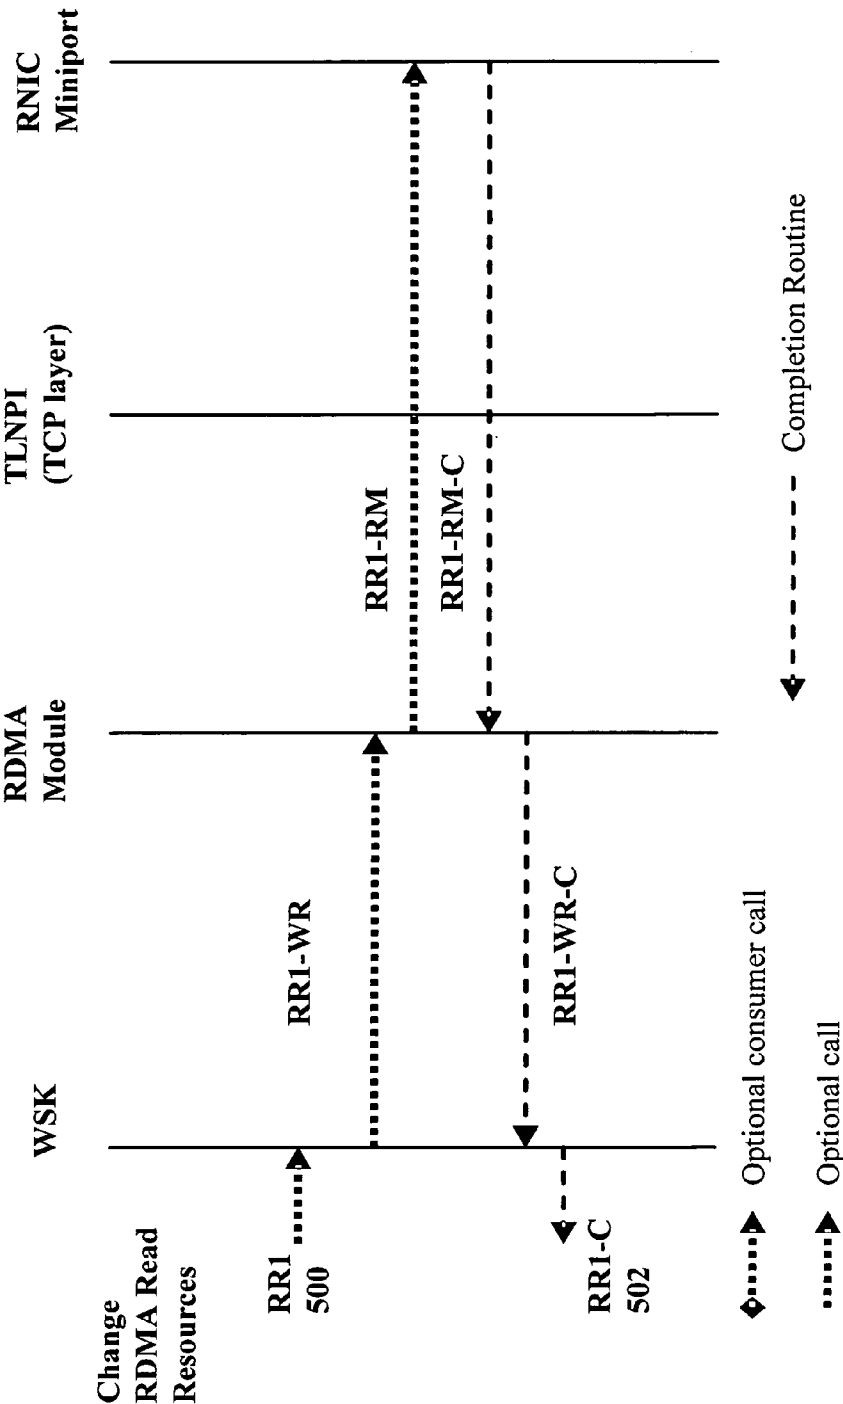 Change
RDMA Read
Resources
WSK
RDMA
Module
TLNPI
(TCP layer)
RNIC
Miniport
RR1
500
RR1-WR
RR1-RM
RR1-RM-C
RR1-WR-C
RR1-C
502
Optional consumer call
Optional call
Completion Routine